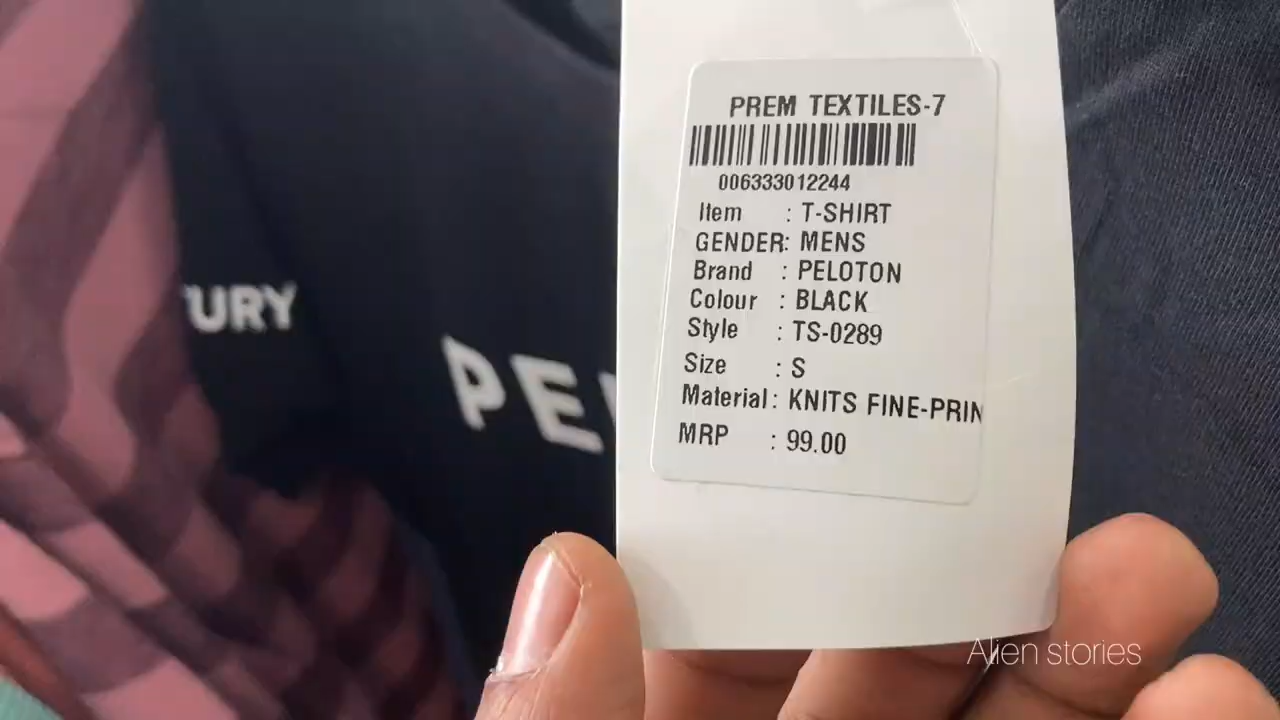 PREM TEXTILES-7
006333012244
Item : T-SHIRT
GENDER: MENS
Brand : PELOTON
Colour : BLACK
Style : TS-0289
Size : S
Material : KNITS FINE-PRIN
MRP : 99.00
URY
PE
Alien stories